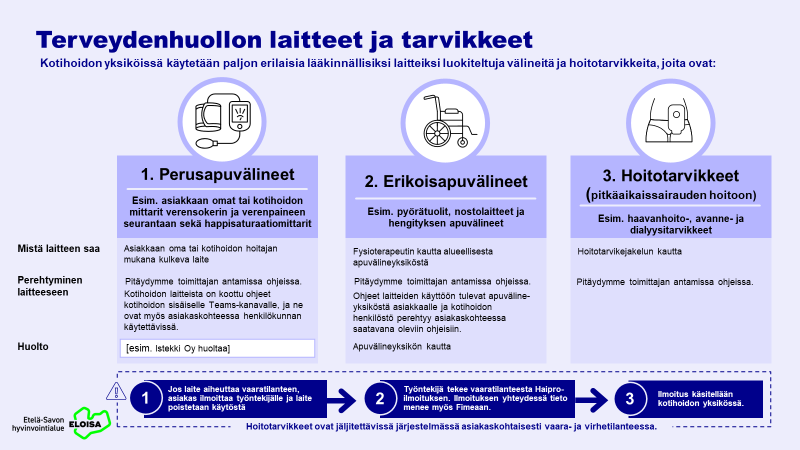 Terveydenhuollon laitteet ja tarvikkeet
Kotihoidon yksiköissä käytetään paljon erilaisia lääkinnällisiksi laitteiksi luokiteltuja välineitä ja hoitotarvikkeita, joita ovat:
1. Perusapuvälineet
Esim. asiakkaan omat tai kotihoidon
mittarit verensokerin ja verenpaineen
seurantaan sekä happisaturaatiomittarit
2. Erikoisapuvälineet
Esim. pyörätuolit, nostolaitteet ja
hengityksen apuvälineet
3. Hoitotarvikkeet
(pitkäaikaissairauden hoitoon)
Esim. haavanhoito-, avanne- ja
dialyysitarvikkeet
Mistä laitteen saa
Asiakkaan oma tai kotihoidon hoitajan
mukana kulkeva laite
Fysioterapeutin kautta alueellisesta
apuvälineyksiköstä
Hoitotarvikejakelun kautta
Perehtyminen
laitteeseen
Pitäydymme toimittajan antamissa ohjeissa.
Kotihoidon laitteista on koottu ohjeet
kotihoidon sisäiselle Teams-kanavalle, ja ne
ovat myös asiakaskohteessa henkilökunnan
käytettävissä.
Pitäydymme toimittajan antamissa ohjeissa.
Ohjeet laitteiden käyttöön tulevat apuväline-
yksiköstä asiakkaalle ja kotihoidon
henkilöstö perehtyy asiakaskohteessa
saatavana oleviin ohjeisiin.
Pitäydymme toimittajan antamissa ohjeissa.
Huolto
[esim. Istekki Oy huoltaa]
Apuvälineyksikön kautta
1
Jos laite aiheuttaa vaaratilanteen,
asiakas ilmoittaa työntekijälle ja laite
poistetaan käytöstä
2
Työntekijä tekee vaaratilanteesta Haipro-
ilmoituksen. Ilmoituksen yhteydessä tieto
menee myös Fimeaan.
3
Ilmoitus käsitellään
kotihoidon yksikössä.
Hoitotarvikkeet ovat jäljitettävissä järjestelmässä asiakaskohtaisesti vaara- ja virhetilanteessa.
Etelä-Savon
hyvinvointialue
ELOISA